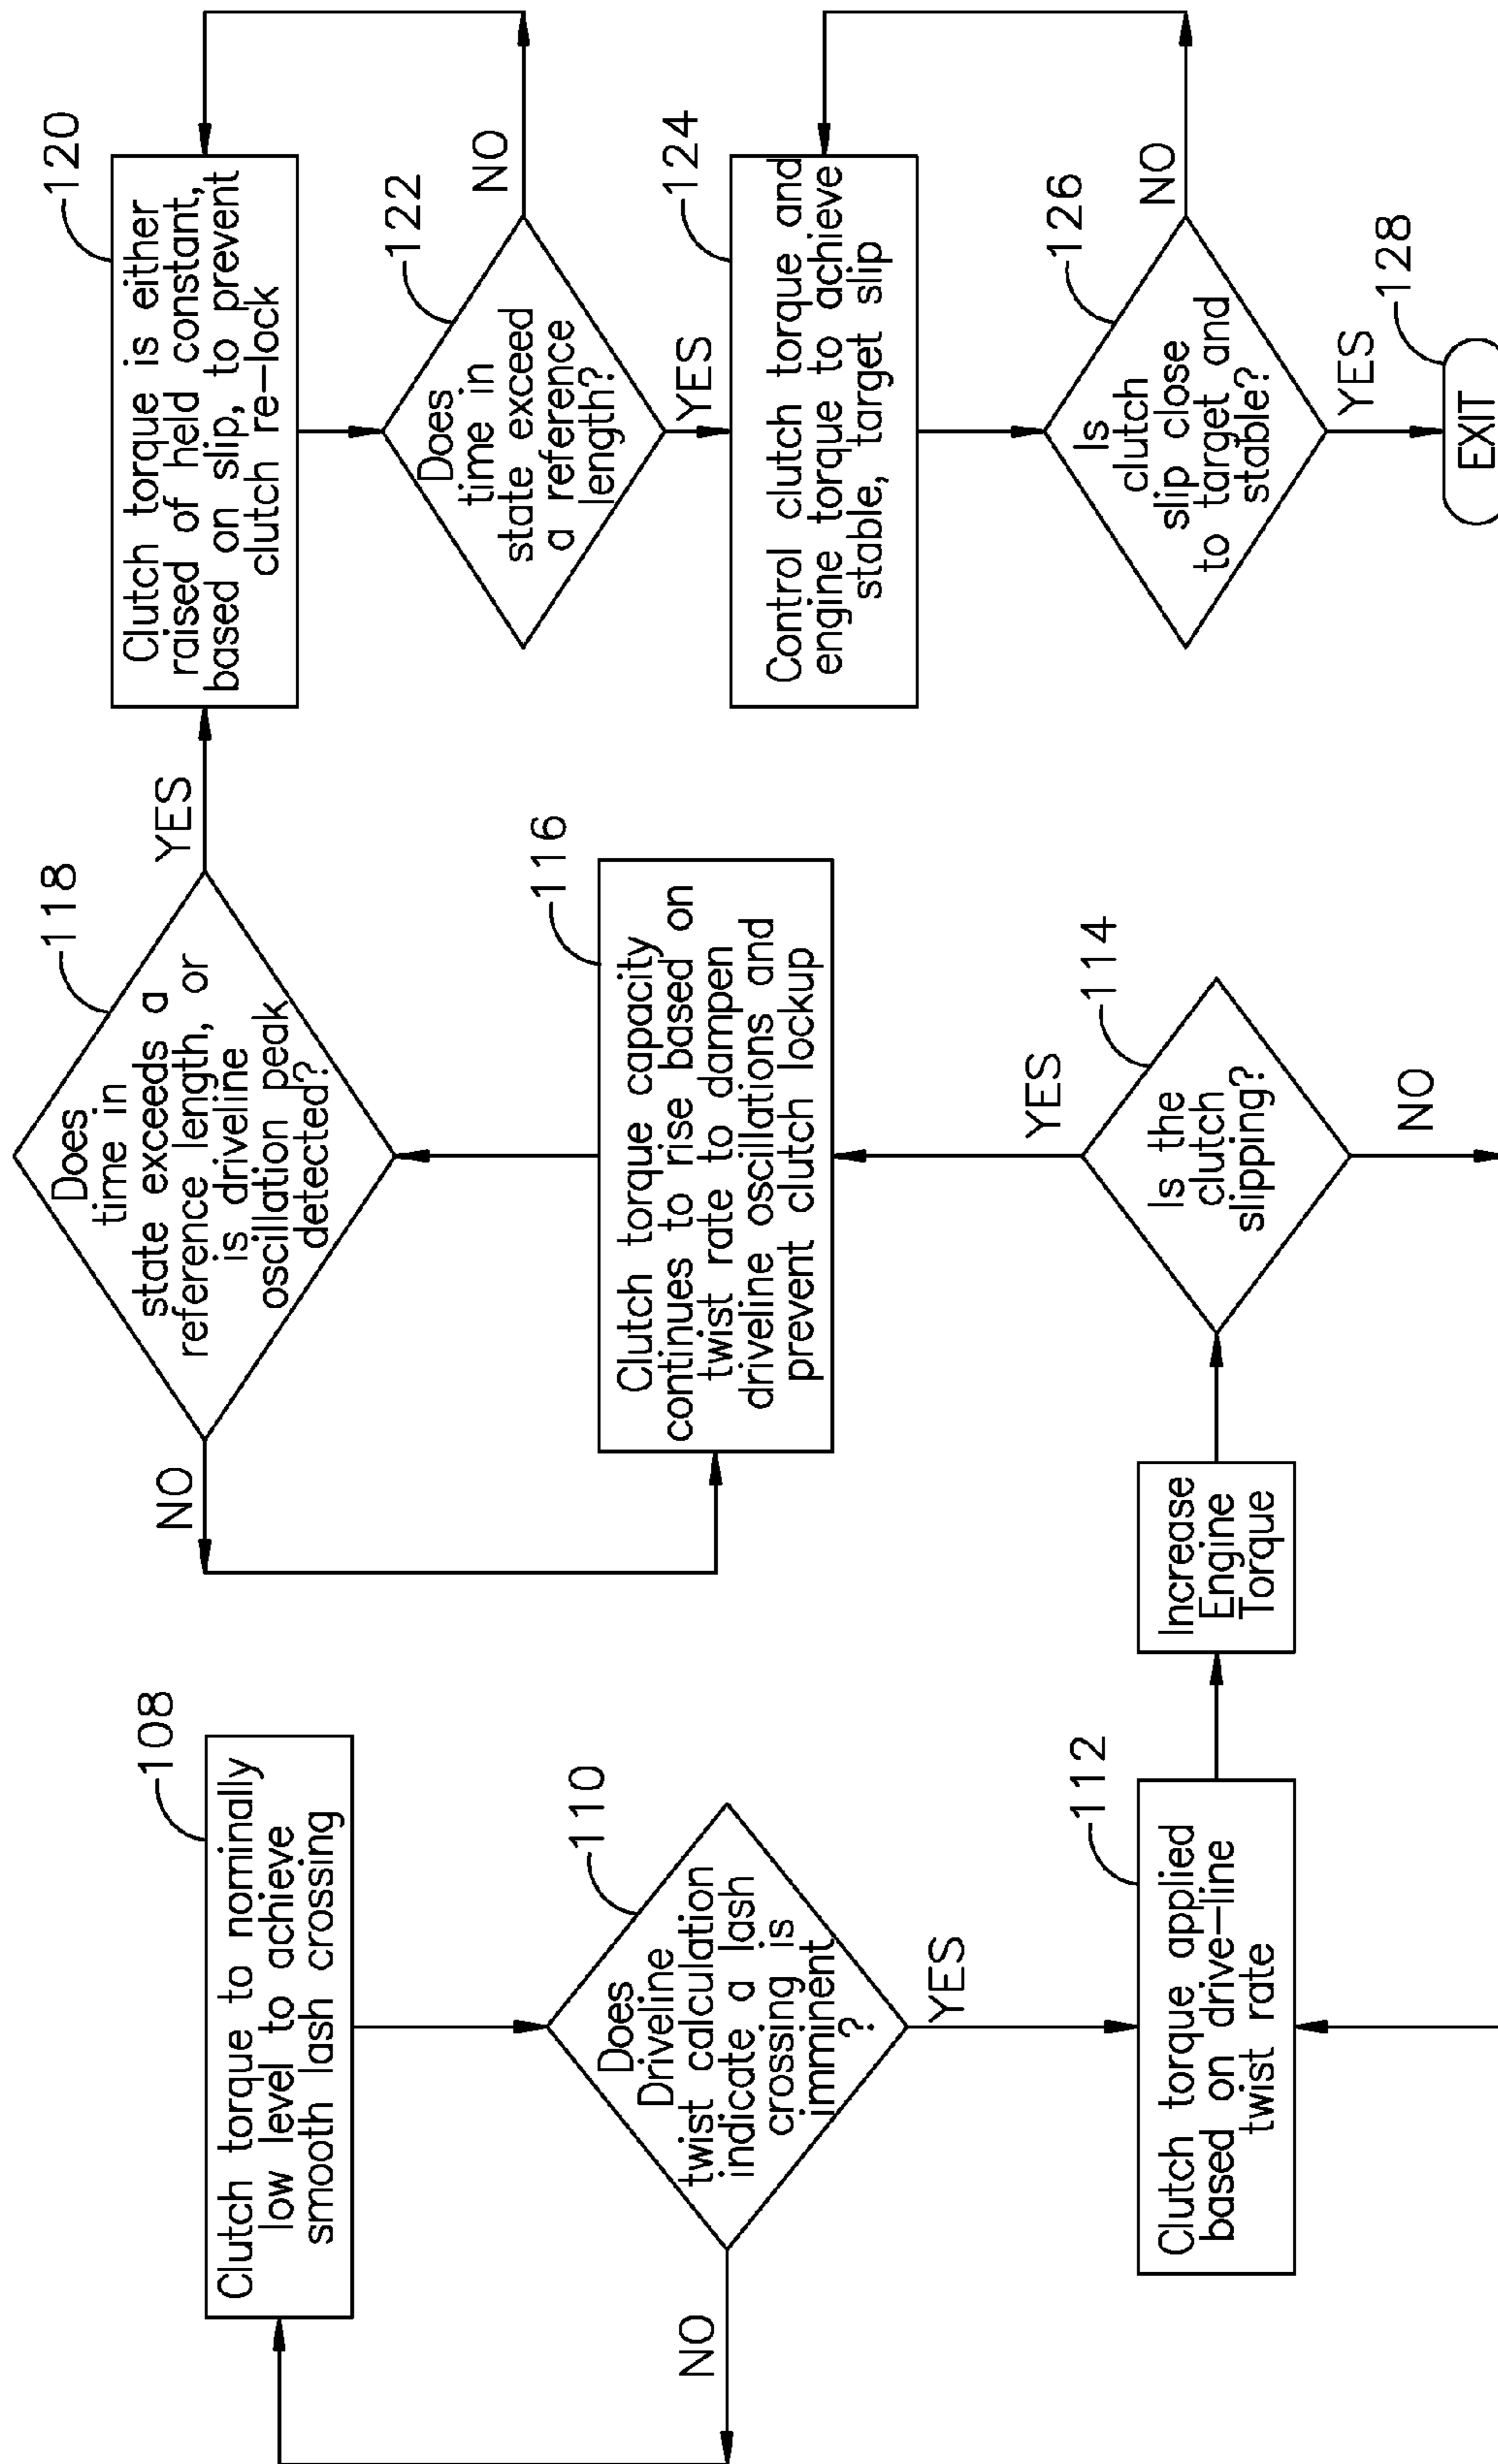 108
Clutch torque to nominally
low level to achieve
smooth lash crossing
110
Does
Driveline
twist calculation
indicate a lash
crossing is
imminent
?
NO
YES
112
Clutch torque applied
based on drive-line
twist rate
Increase
Engine
Torque
114
Is the
clutch
slipping?
YES
NO
116
Clutch torque capacity
continues to rise based on
twist rate to dampen
driveline oscillations and
prevent clutch lockup
118
Does
time in
state exceeds a
reference length, or
is driveline
oscillation peak
detected?
NO
YES
120
Clutch torque is either
raised of held constant,
based on slip, to prevent
clutch re-lock
122
Does
time in
state exceed
a reference
length?
NO
YES
124
Control clutch torque and
engine torque to achieve
stable, target slip
126
Is
clutch
slip close
to target and
stable?
NO
YES
128
EXIT